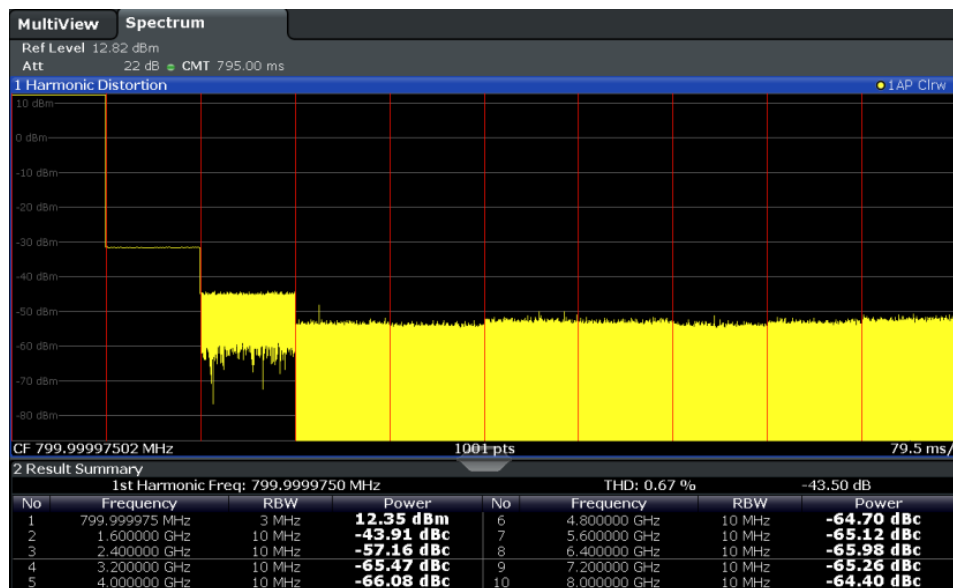 MultiView Spectrum
Ref Level 12.82 dBm
Att 22 dB CMT 795.00 ms
1 Harmonic Distortion 1AP Clrw
10 dBm
0 dBm
-10 dBm
-20 dBm
-30 dBm
-40 dBm
-50 dBm
-60 dBm
-70 dBm
-80 dBm
CF 799.99997502 MHz 1001 pts 79.5 ms/
2 Result Summary
1st Harmonic Freq: 799.9999750 MHz THD: 0.67 % -43.50 dB
No Frequency RBW Power No Frequency RBW Power
1 799.999975 MHz 3 MHz 12.35 dBm 6 4.800000 GHz 10 MHz -64.70 dBc
2 1.600000 GHz 10 MHz -43.91 dBc 7 5.600000 GHz 10 MHz -65.12 dBc
3 2.400000 GHz 10 MHz -57.16 dBc 8 6.400000 GHz 10 MHz -65.98 dBc
4 3.200000 GHz 10 MHz -65.47 dBc 9 7.200000 GHz 10 MHz -65.26 dBc
5 4.000000 GHz 10 MHz -66.08 dBc 10 8.000000 GHz 10 MHz -64.40 dBc